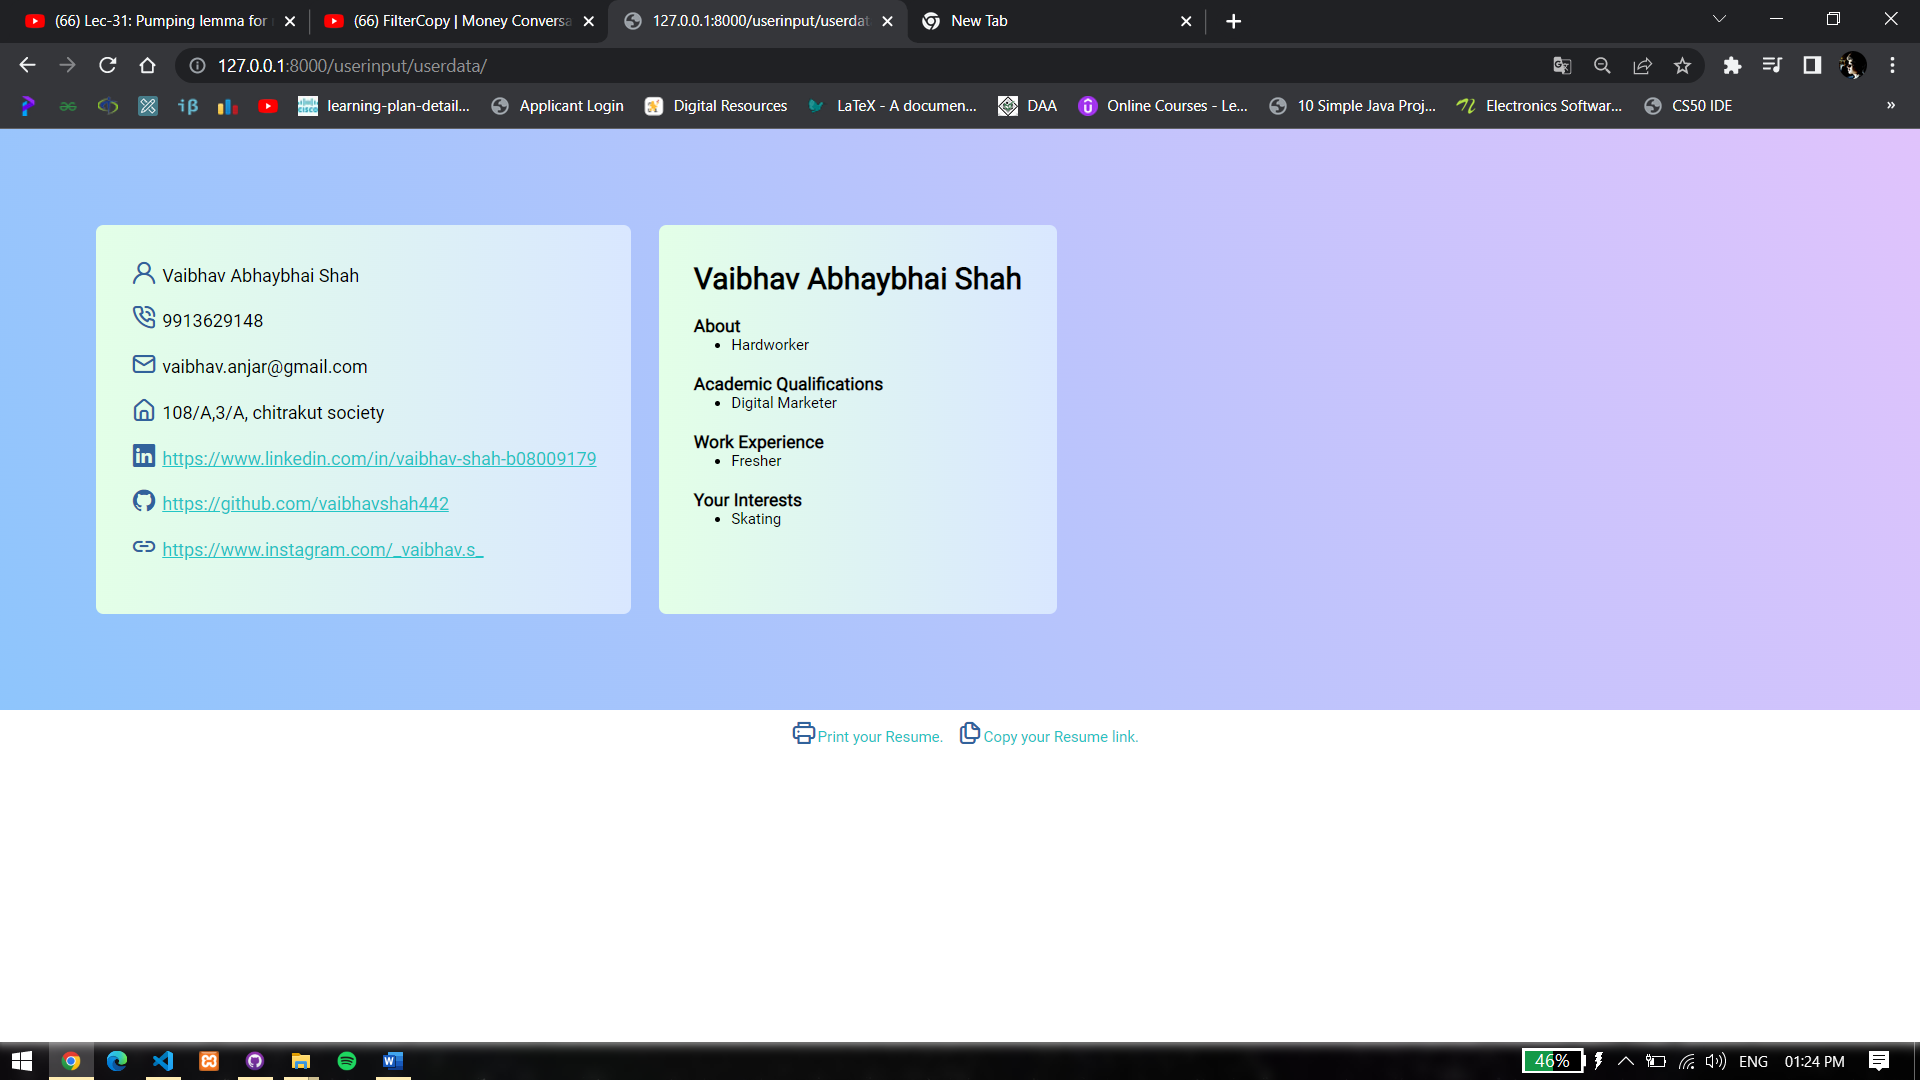 (66) Lec-31: Pumping lemma for
(66) FilterCopy | Money Conversa
127.0.0.1:8000/userinput/userdat
New Tab
127.0.0.1:8000/userinput/userdata/
learning-plan-detail...
Applicant Login
Digital Resources
LaTeX - A documen...
DAA
Online Courses - Le...
10 Simple Java Proj...
Electronics Softwar...
CS50 IDE
»
Vaibhav Abhaybhai Shah
9913629148
vaibhav.anjar@gmail.com
108/A,3/A, chitrakut society
https://www.linkedin.com/in/vaibhav-shah-b08009179
https://github.com/vaibhavshah442
https://www.instagram.com/_vaibhav.s_
Vaibhav Abhaybhai Shah
About
• Hardworker
Academic Qualifications
• Digital Marketer
Work Experience
• Fresher
Your Interests
• Skating
Print your Resume.
Copy your Resume link.
46%
ENG
01:24 PM